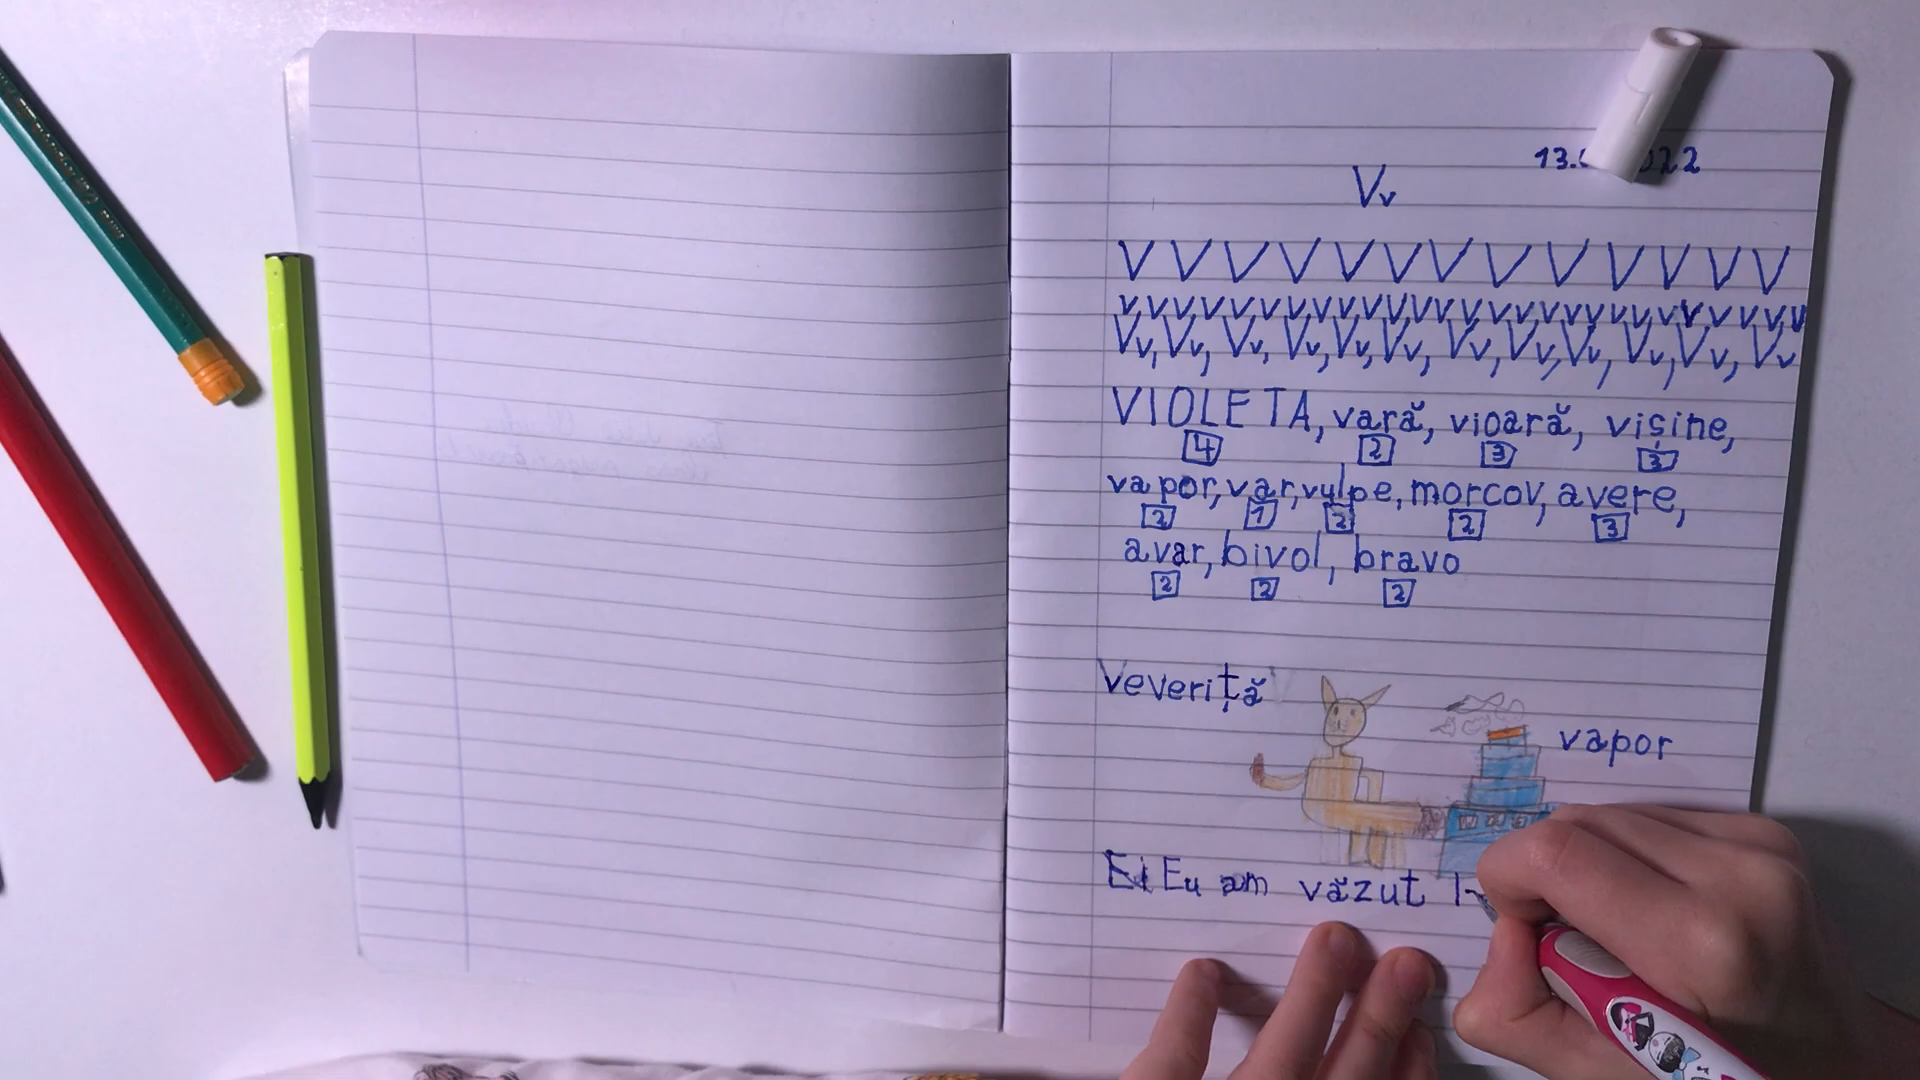 Vv
V V V V V V V V V V V V V
v v v v v v v v v v v v v v v v v v v v v v v v v v
Vv, Vv, Vv, Vv, Vv, Vv, Vv, Vv, Vv, Vv, Vv, Vv
VIOLETA, vară, vioară, vișine,
4 2 3 3
vapor, var, vulpe, morcov, avere,
2 1 2 2 3
avar, bivol, bravo
2 2 2
Veveriță
vapor
Eu am văzut